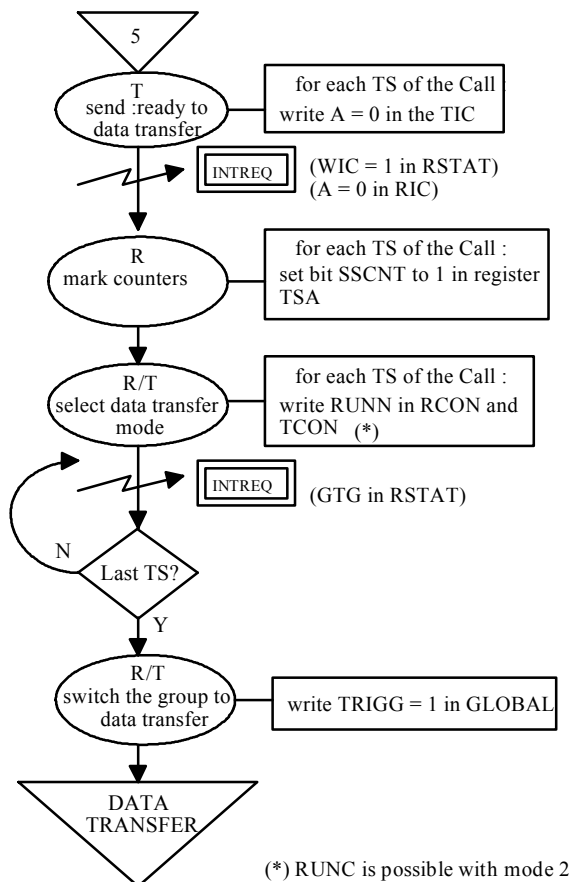 5
T
send :ready to
data transfer
for each TS of the Call :
write A = 0 in the TIC
INTREQ
(WIC = 1 in RSTAT)
(A = 0 in RIC)
R
mark counters
for each TS of the Call :
set bit SSCNT to 1 in register
TSA
R/T
select data transfer
mode
for each TS of the Call :
write RUNN in RCON and
TCON (*)
INTREQ
(GTG in RSTAT)
N
Last TS?
Y
R/T
switch the group to
data transfer
write TRIGG = 1 in GLOBAL
DATA
TRANSFER
(*) RUNC is possible with mode 2